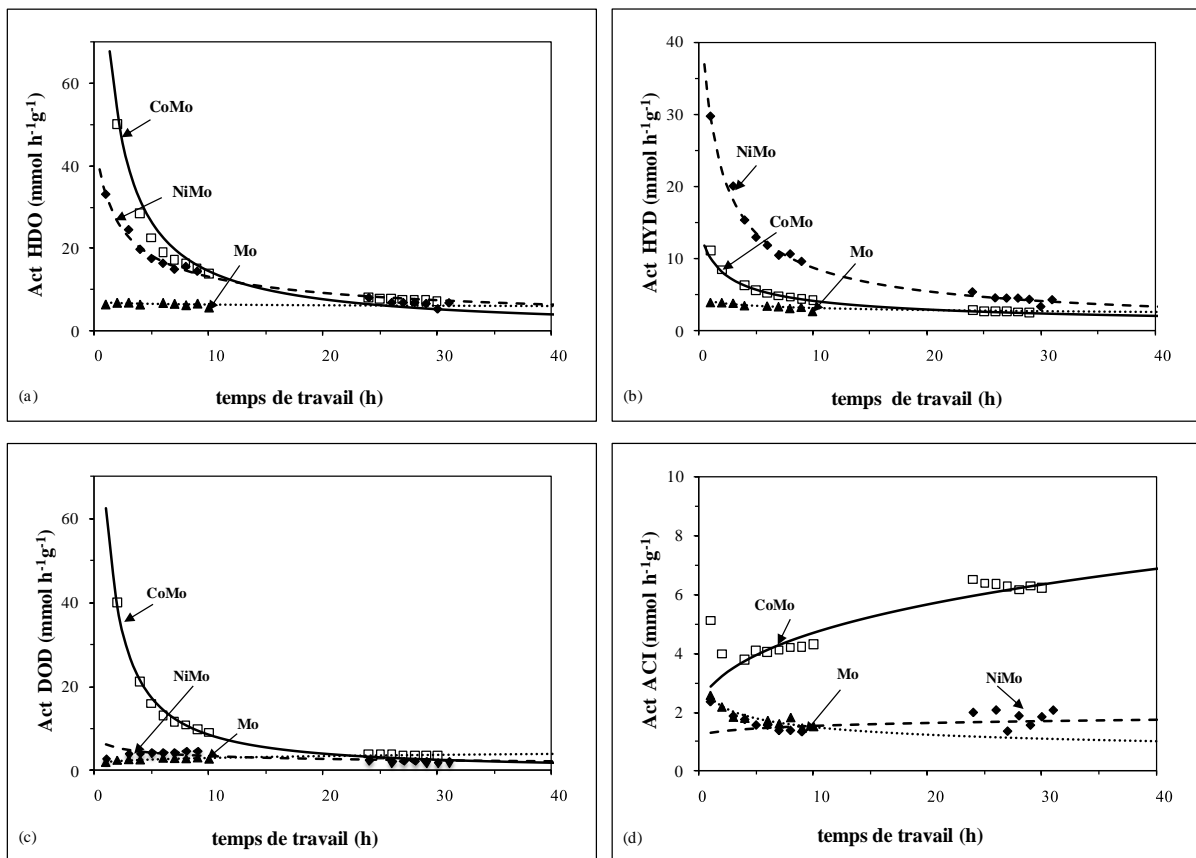 Act HDO (mmol h-1g-1)
60
40
20
0
0 10 20 30 40
CoMo
NiMo
Mo
temps de travail (h)
(a)
Act HYD (mmol h-1g-1)
40
30
20
10
0
0 10 20 30 40
NiMo
CoMo
Mo
temps de travail (h)
(b)
Act DOD (mmol h-1g-1)
60
40
20
0
0 10 20 30 40
CoMo
NiMo
Mo
temps de travail (h)
(c)
Act ACI (mmol h-1g-1)
10
8
6
4
2
0
0 10 20 30 40
CoMo
Mo
NiMo
temps de travail (h)
(d)